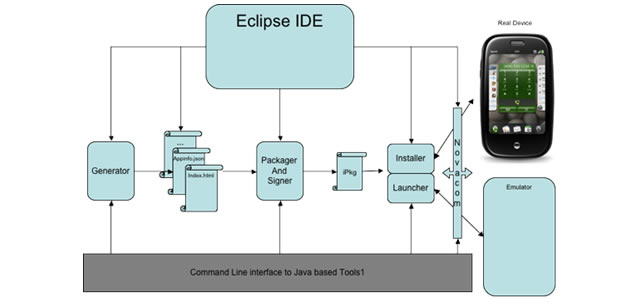 Eclipse IDE
Real Device
Generator
...
Appinfo.json
Index.html
Packager
And
Signer
iPkg
Installer
Launcher
Novacom
Emulator
Command Line interface to Java based Tools1